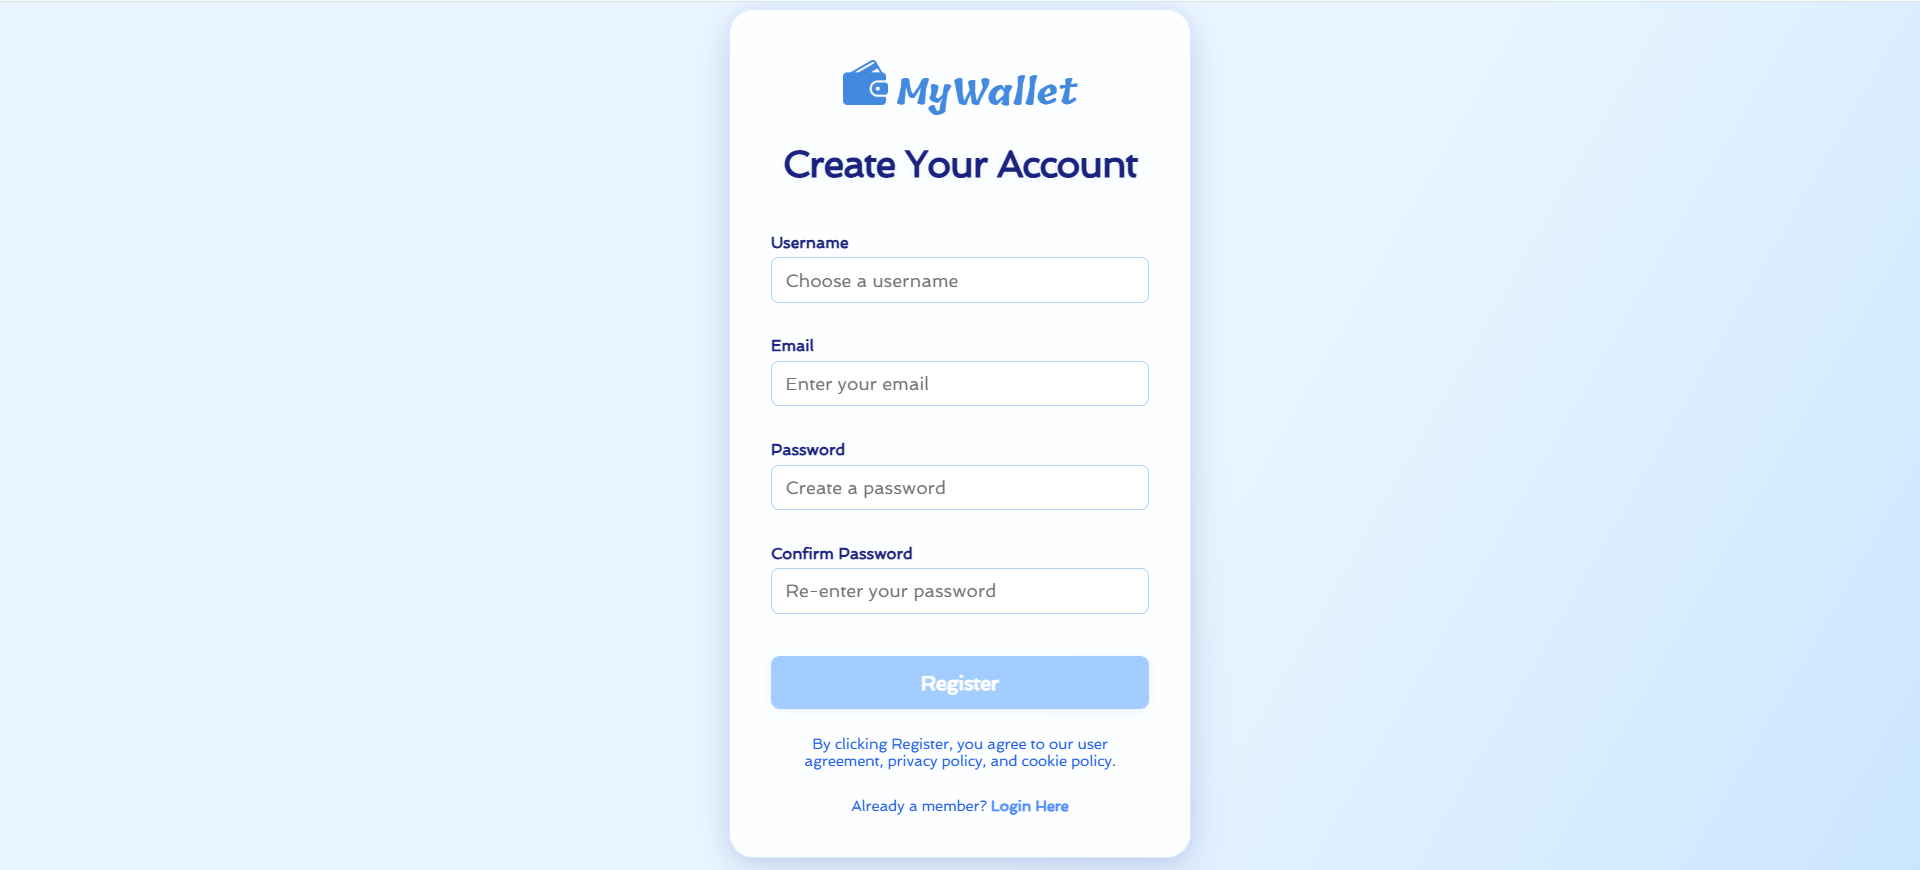 MyWallet
Create Your Account
Username
Choose a username
Email
Enter your email
Password
Create a password
Confirm Password
Re-enter your password
Register
By clicking Register, you agree to our user
agreement, privacy policy, and cookie policy.
Already a member? Login Here